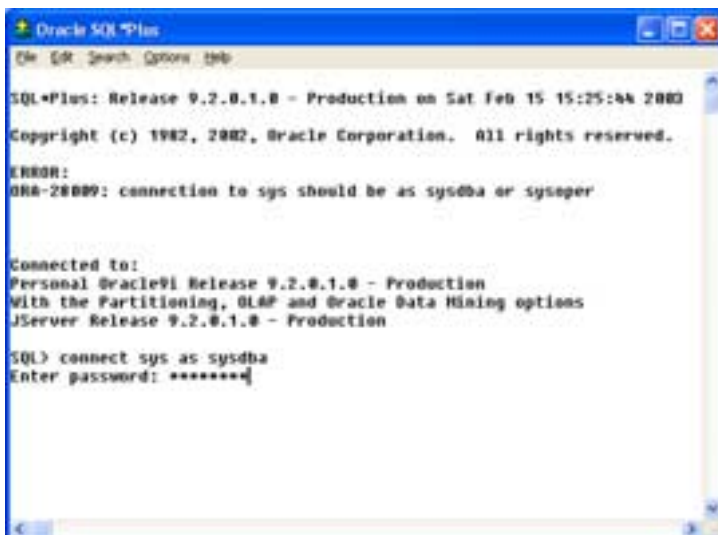 Oracle SQL*Plus
File Edit Search Options Help
SQL*Plus: Release 9.2.0.1.0 - Production on Sat Feb 15 15:25:44 2003
Copyright (c) 1982, 2002, Oracle Corporation.  All rights reserved.
ERROR:
ORA-28009: connection to sys should be as sysdba or sysoper
Connected to:
Personal Oracle9i Release 9.2.0.1.0 - Production
With the Partitioning, OLAP and Oracle Data Mining options
JServer Release 9.2.0.1.0 - Production
SQL> connect sys as sysdba
Enter password: ********